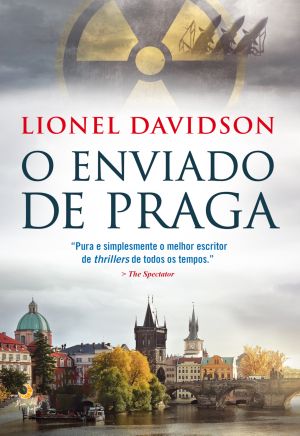 LIONEL DAVIDSON
O ENVIADO
DE PRAGA
“Pura e simplesmente o melhor escritor
de thrillers de todos os tempos.”
> The Spectator